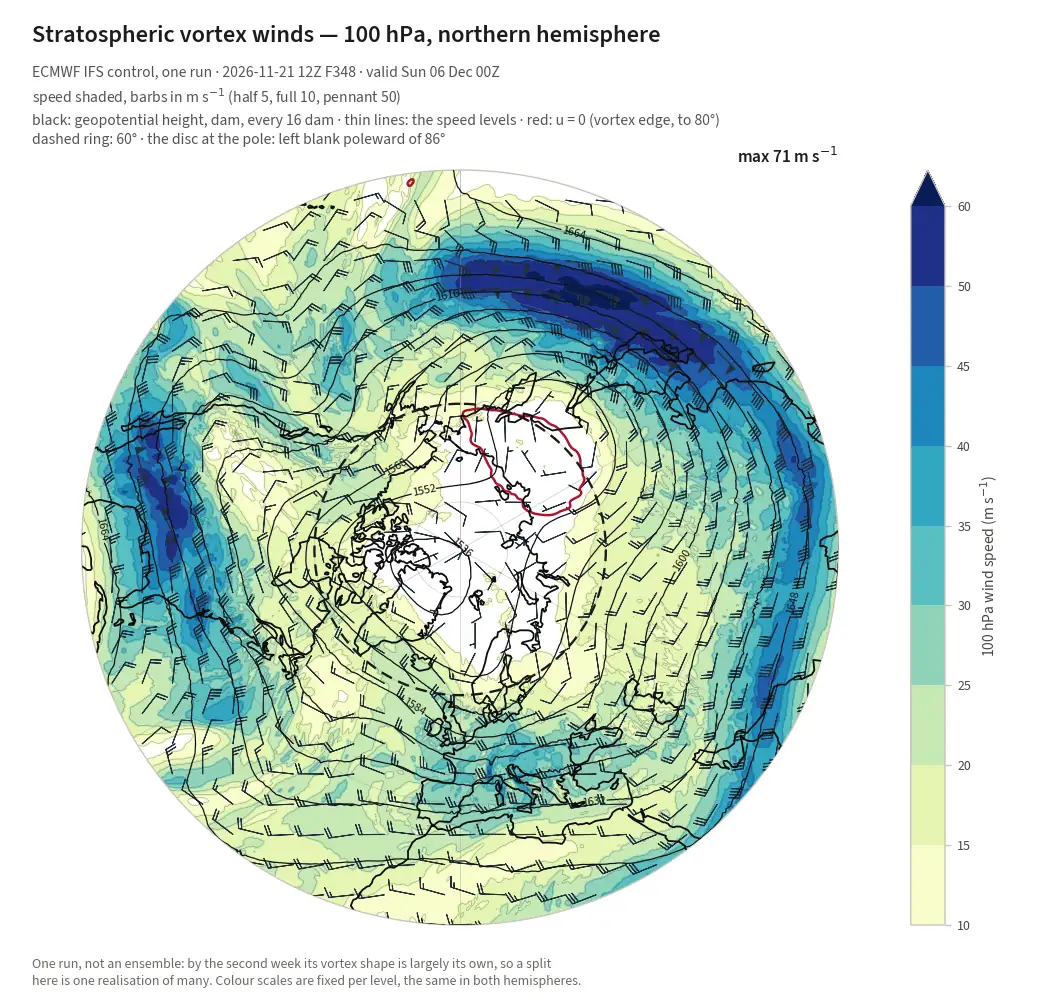 Stratospheric vortex winds — 100 hPa, northern hemisphere
ECMWF IFS control, one run · 2026-11-21 12Z F348 · valid Sun 06 Dec 00Z
speed shaded, barbs in m s⁻¹ (half 5, full 10, pennant 50)
black: geopotential height, dam, every 16 dam · thin lines: the speed levels · red: u = 0 (vortex edge, to 80°)
dashed ring: 60° · the disc at the pole: left blank poleward of 86°
max 71 m s⁻¹
1664
1616
1568
1552
1536
1664
1600
1648
1584
1632
60
50
45
40
35
30
25
20
15
10
100 hPa wind speed (m s⁻¹)
One run, not an ensemble: by the second week its vortex shape is largely its own, so a split
here is one realisation of many. Colour scales are fixed per level, the same in both hemispheres.